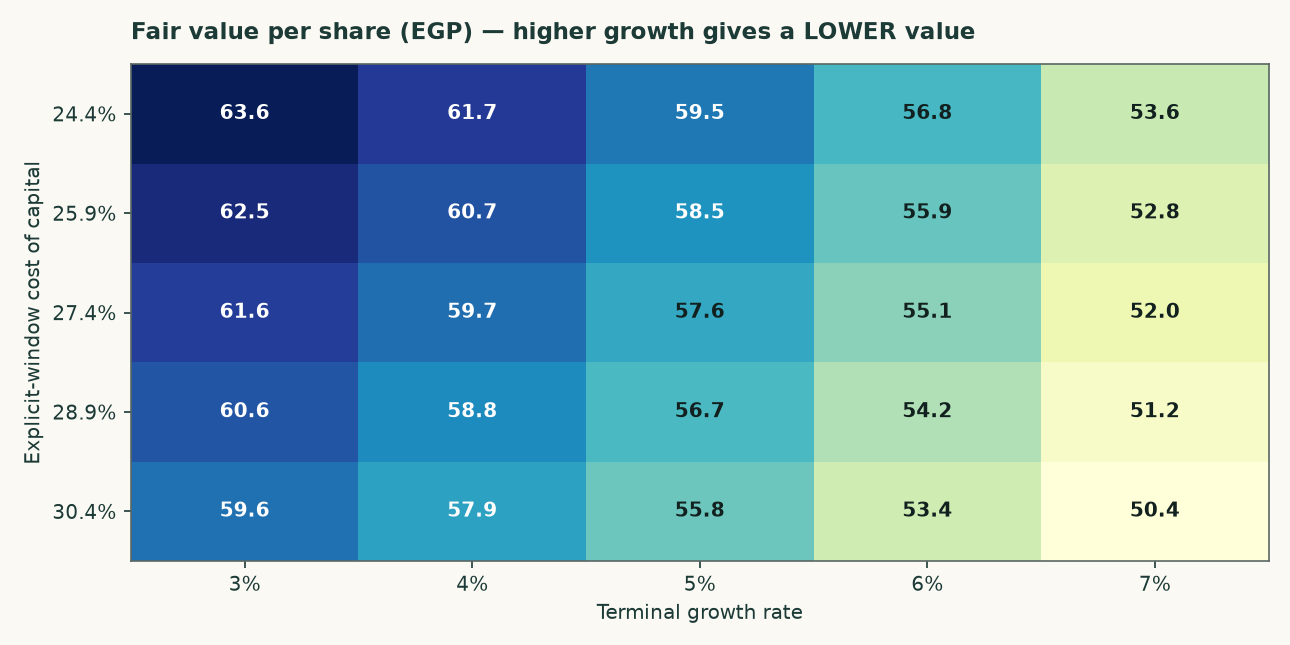 Fair value per share (EGP) — higher growth gives a LOWER value
Explicit-window cost of capital
24.4% 63.6 61.7 59.5 56.8 53.6
25.9% 62.5 60.7 58.5 55.9 52.8
27.4% 61.6 59.7 57.6 55.1 52.0
28.9% 60.6 58.8 56.7 54.2 51.2
30.4% 59.6 57.9 55.8 53.4 50.4
3% 4% 5% 6% 7%
Terminal growth rate